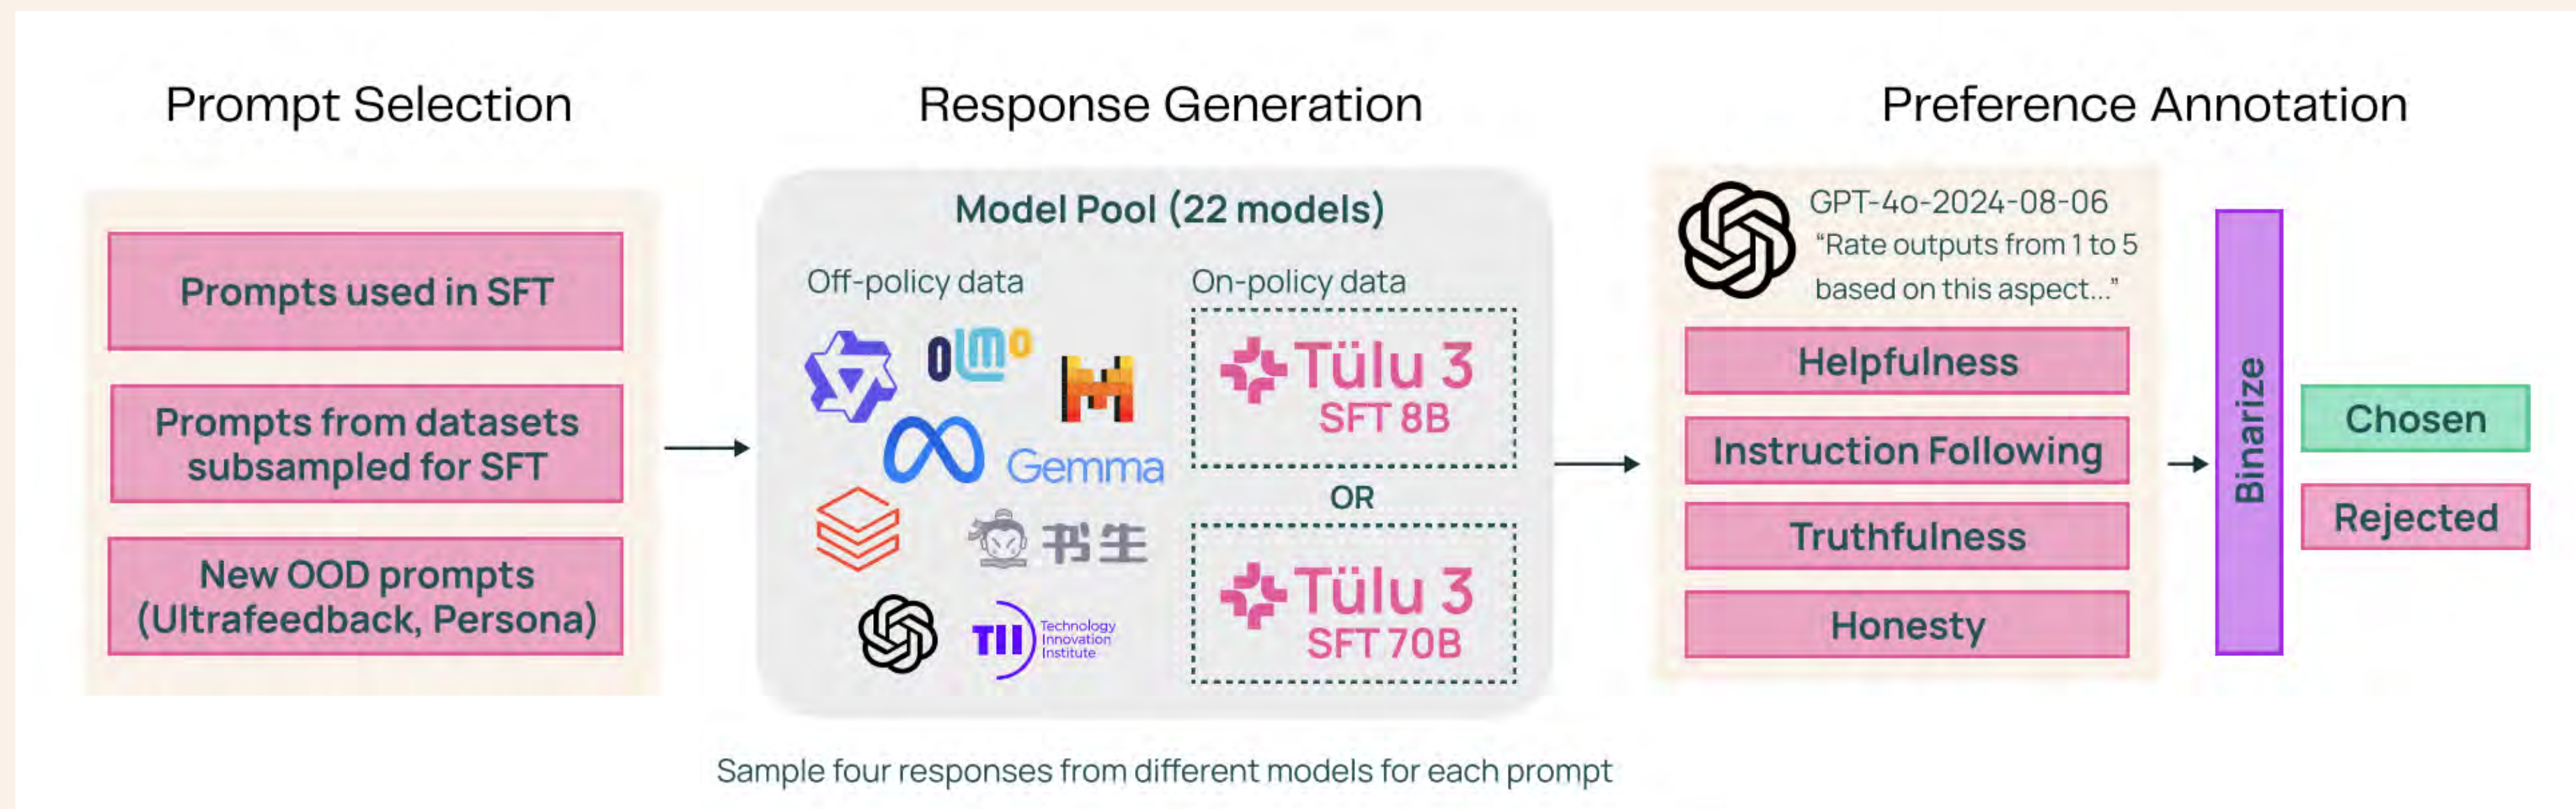 Prompt Selection
Prompts used in SFT
Prompts from datasets
subsampled for SFT
New OOD prompts
(Ultrafeedback, Persona)
Response Generation
Model Pool (22 models)
Off-policy data
olmo
Gemma
书生
TII
Technology
Innovation
Institute
On-policy data
Tülu 3
SFT 8B
OR
Tülu 3
SFT 70B
Sample four responses from different models for each prompt
Preference Annotation
GPT-4o-2024-08-06
“Rate outputs from 1 to 5
based on this aspect...”
Helpfulness
Instruction Following
Truthfulness
Honesty
Binarize
Chosen
Rejected